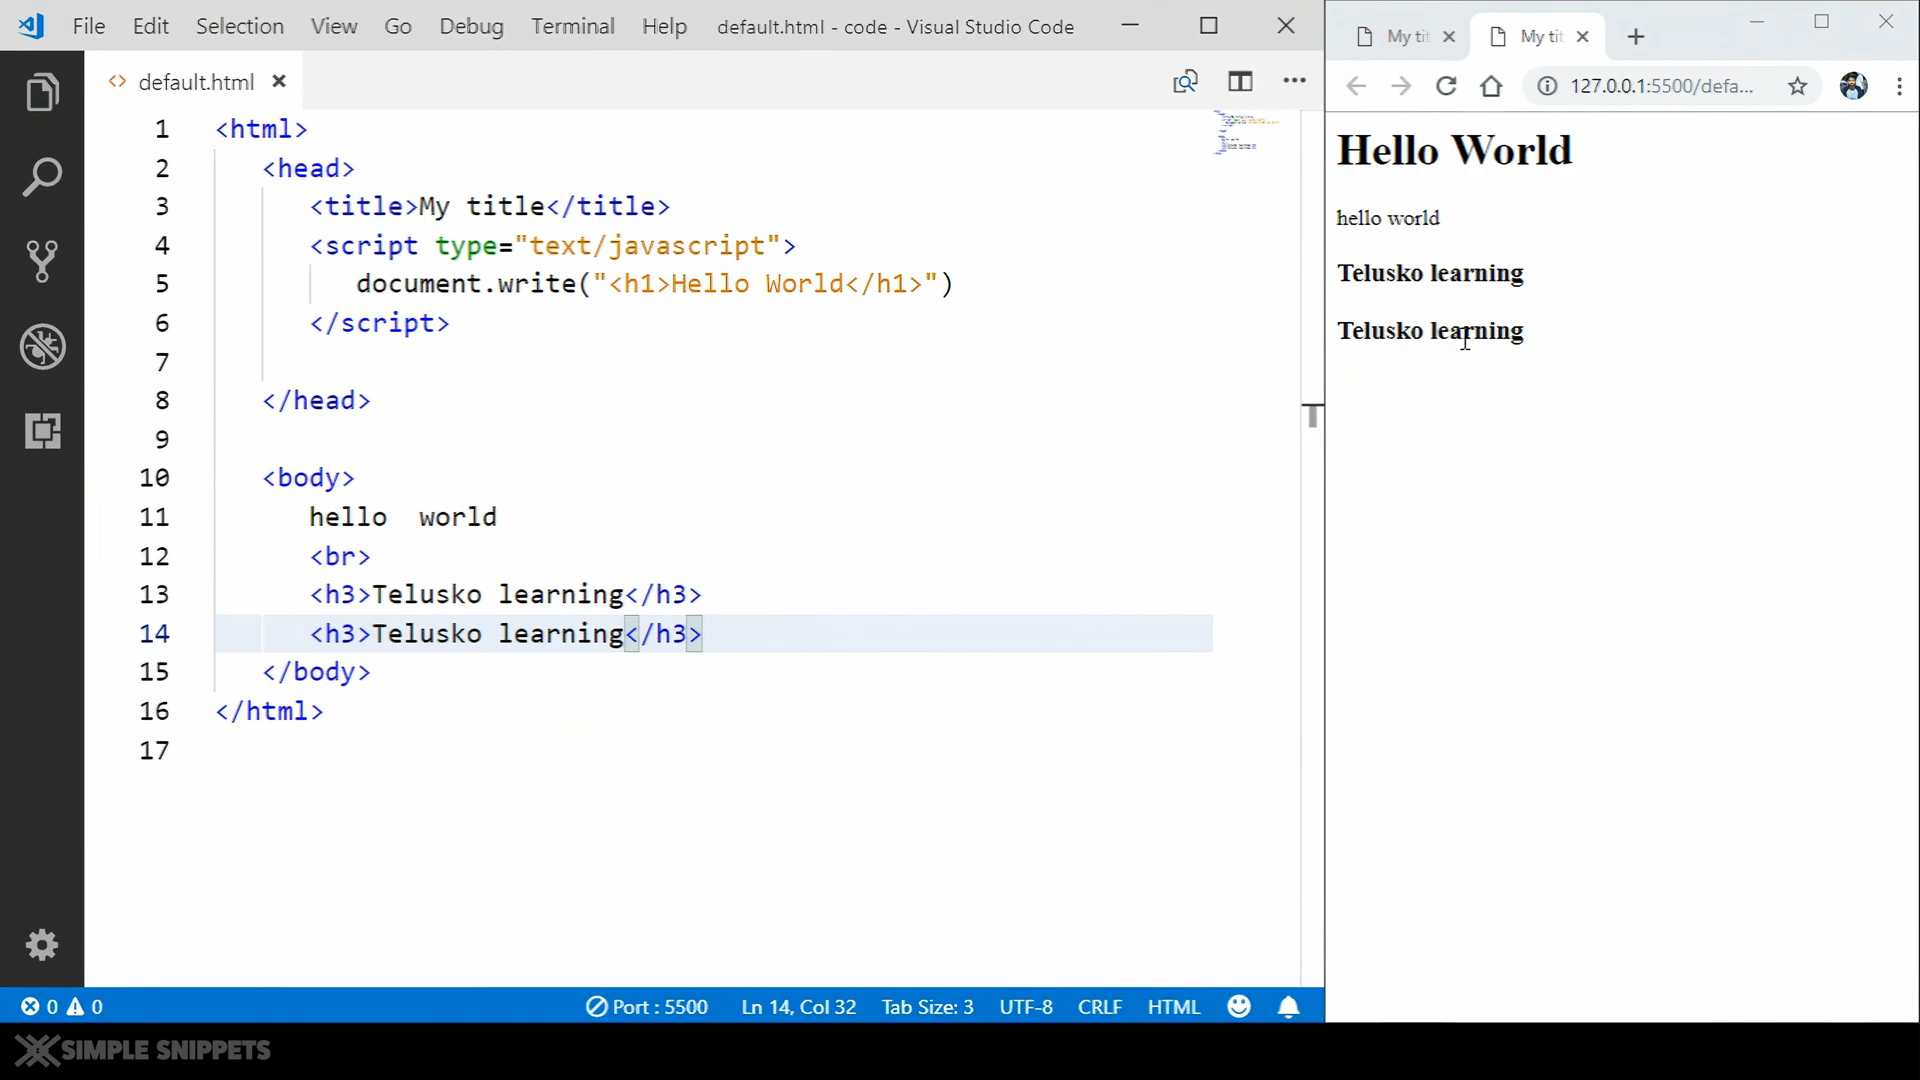 File Edit Selection View Go Debug Terminal Help default.html - code - Visual Studio Code
default.html
1 <html>
2 <head>
3 <title>My title</title>
4 <script type="text/javascript">
5 document.write("<h1>Hello World</h1>")
6 </script>
7
8 </head>
9
10 <body>
11 hello  world
12 <br>
13 <h3>Telusko learning</h3>
14 <h3>Telusko learning</h3>
15 </body>
16 </html>
17
0 0 Port : 5500 Ln 14, Col 32 Tab Size: 3 UTF-8 CRLF HTML
My tit My tit
127.0.0.1:5500/defa...
Hello World
hello world
Telusko learning
Telusko learning
SIMPLE SNIPPETS